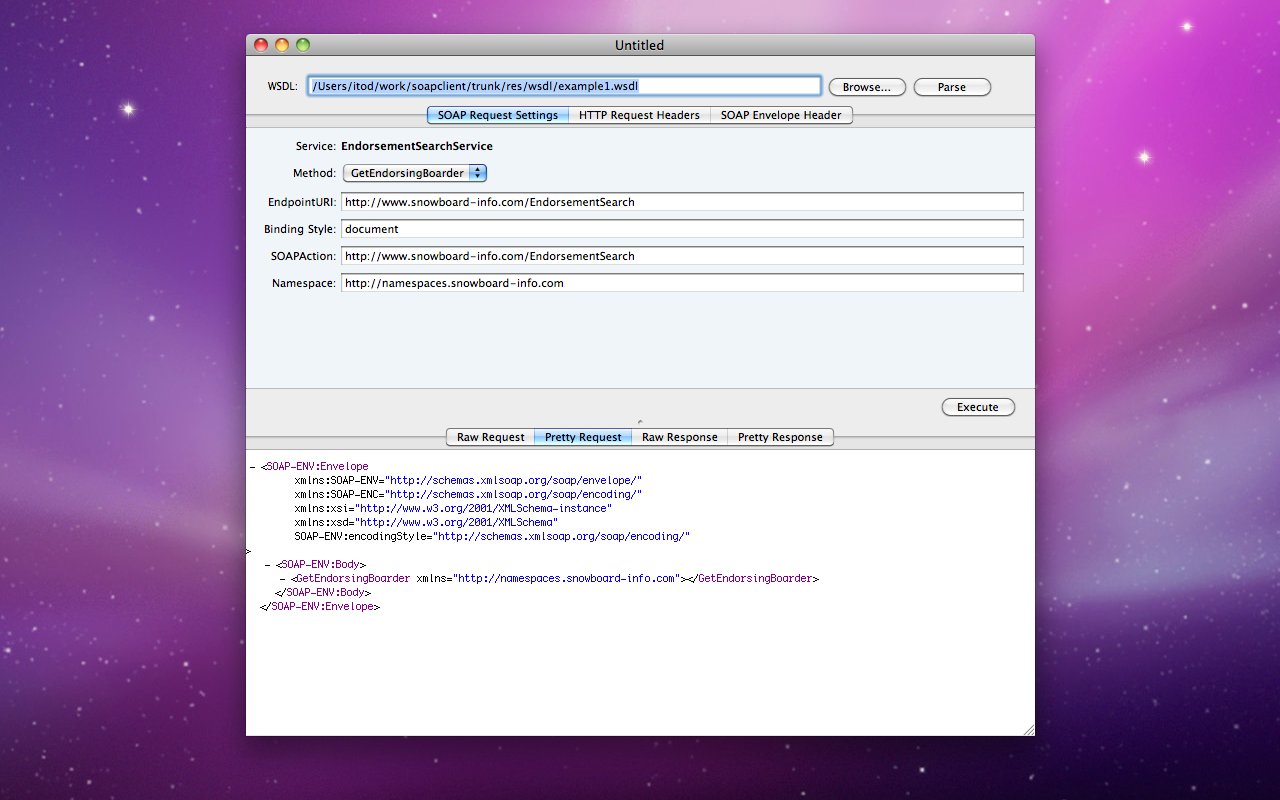 Untitled
WSDL: /Users/itod/work/soapclient/trunk/res/wsdl/example1.wsdl Browse... Parse
SOAP Request Settings HTTP Request Headers SOAP Envelope Header
Service: EndorsementSearchService
Method: GetEndorsingBoarder
EndpointURI: http://www.snowboard-info.com/EndorsementSearch
Binding Style: document
SOAPAction: http://www.snowboard-info.com/EndorsementSearch
Namespace: http://namespaces.snowboard-info.com
Execute
Raw Request Pretty Request Raw Response Pretty Response
– <SOAP-ENV:Envelope
xmlns:SOAP-ENV="http://schemas.xmlsoap.org/soap/envelope/"
xmlns:SOAP-ENC="http://schemas.xmlsoap.org/soap/encoding/"
xmlns:xsi="http://www.w3.org/2001/XMLSchema-instance"
xmlns:xsd="http://www.w3.org/2001/XMLSchema"
SOAP-ENV:encodingStyle="http://schemas.xmlsoap.org/soap/encoding/"
>
– <SOAP-ENV:Body>
– <GetEndorsingBoarder xmlns="http://namespaces.snowboard-info.com"></GetEndorsingBoarder>
</SOAP-ENV:Body>
</SOAP-ENV:Envelope>